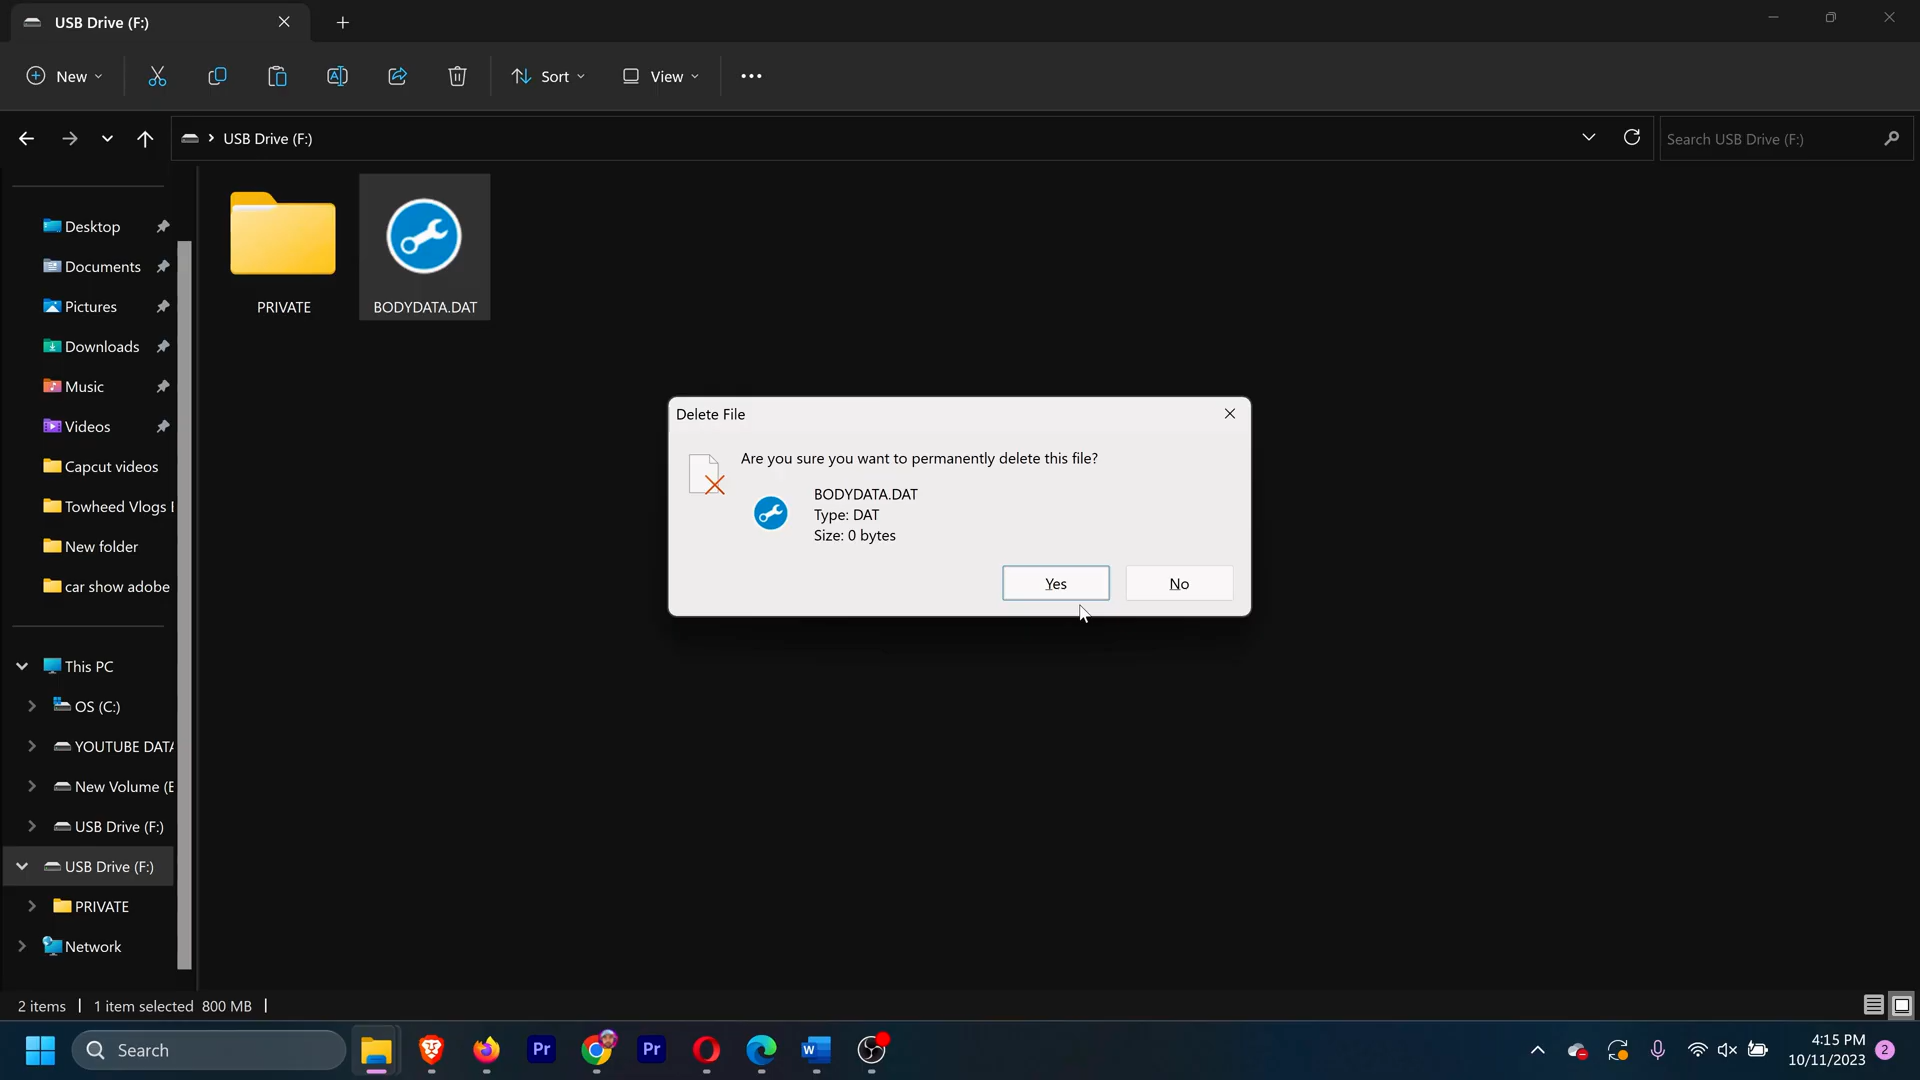 USB Drive (F:)
New
Sort
View
USB Drive (F:)
Search USB Drive (F:)
Desktop
Documents
Pictures
Downloads
Music
Videos
Capcut videos
Towheed Vlogs
New folder
car show adobe
This PC
OS (C:)
YOUTUBE DATA
New Volume (E
USB Drive (F:)
USB Drive (F:)
PRIVATE
Network
PRIVATE
BODYDATA.DAT
Delete File
Are you sure you want to permanently delete this file?
BODYDATA.DAT
Type: DAT
Size: 0 bytes
Yes
No
2 items
1 item selected 800 MB
Search
Pr
Pr
W
4:15 PM
10/11/2023
2